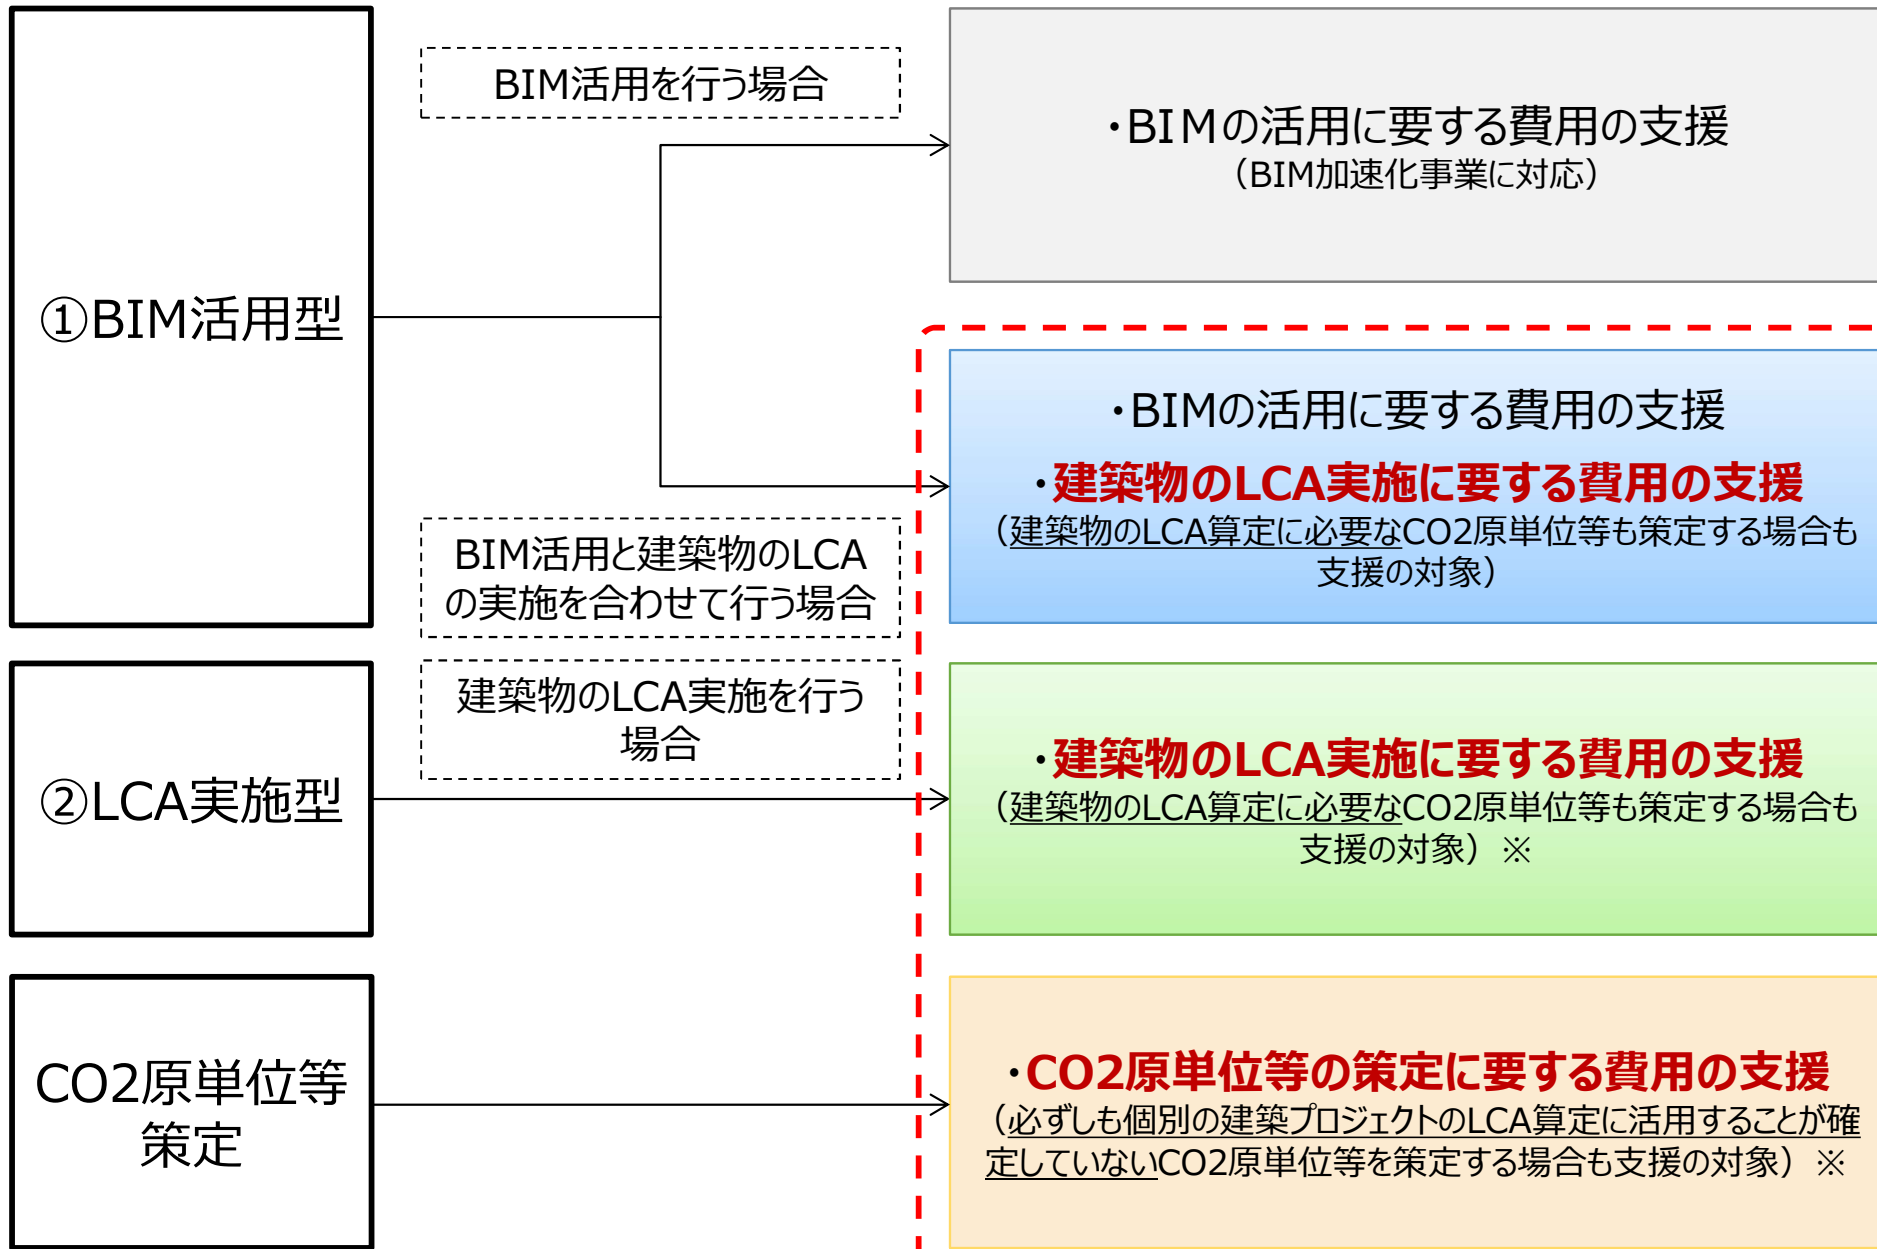 ①BIM活用型
BIM活用を行う場合
・BIＭの活用に要する費用の支援
（BIM加速化事業に対応）
BIM活用と建築物のLCA
の実施を合わせて行う場合
・BIMの活用に要する費用の支援
・建築物のLCA実施に要する費用の支援
（建築物のLCA算定に必要なCO2原単位等も策定する場合も
支援の対象）
②LCA実施型
建築物のLCA実施を行う
場合
・建築物のLCA実施に要する費用の支援
（建築物のLCA算定に必要なCO2原単位等も策定する場合も
支援の対象）※
CO2原単位等
策定
・CO2原単位等の策定に要する費用の支援
（必ずしも個別の建築プロジェクトのLCA算定に活用することが確
定していないCO2原単位等を策定する場合も支援の対象）※